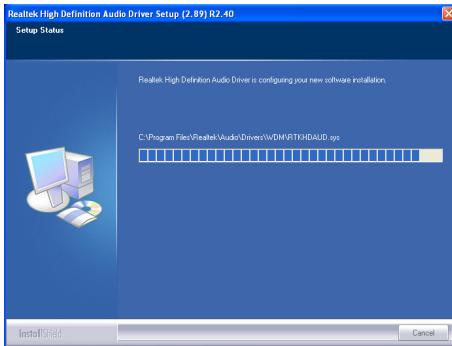 Realtek High Definition Audio Driver Setup (2.89) R2.40
Setup Status
Realtek High Definition Audio Driver is configuring your new software installation.
C:\Program Files\Realtek\Audio\Drivers\WDM\RTKHDAUD.sys
InstallShield
Cancel